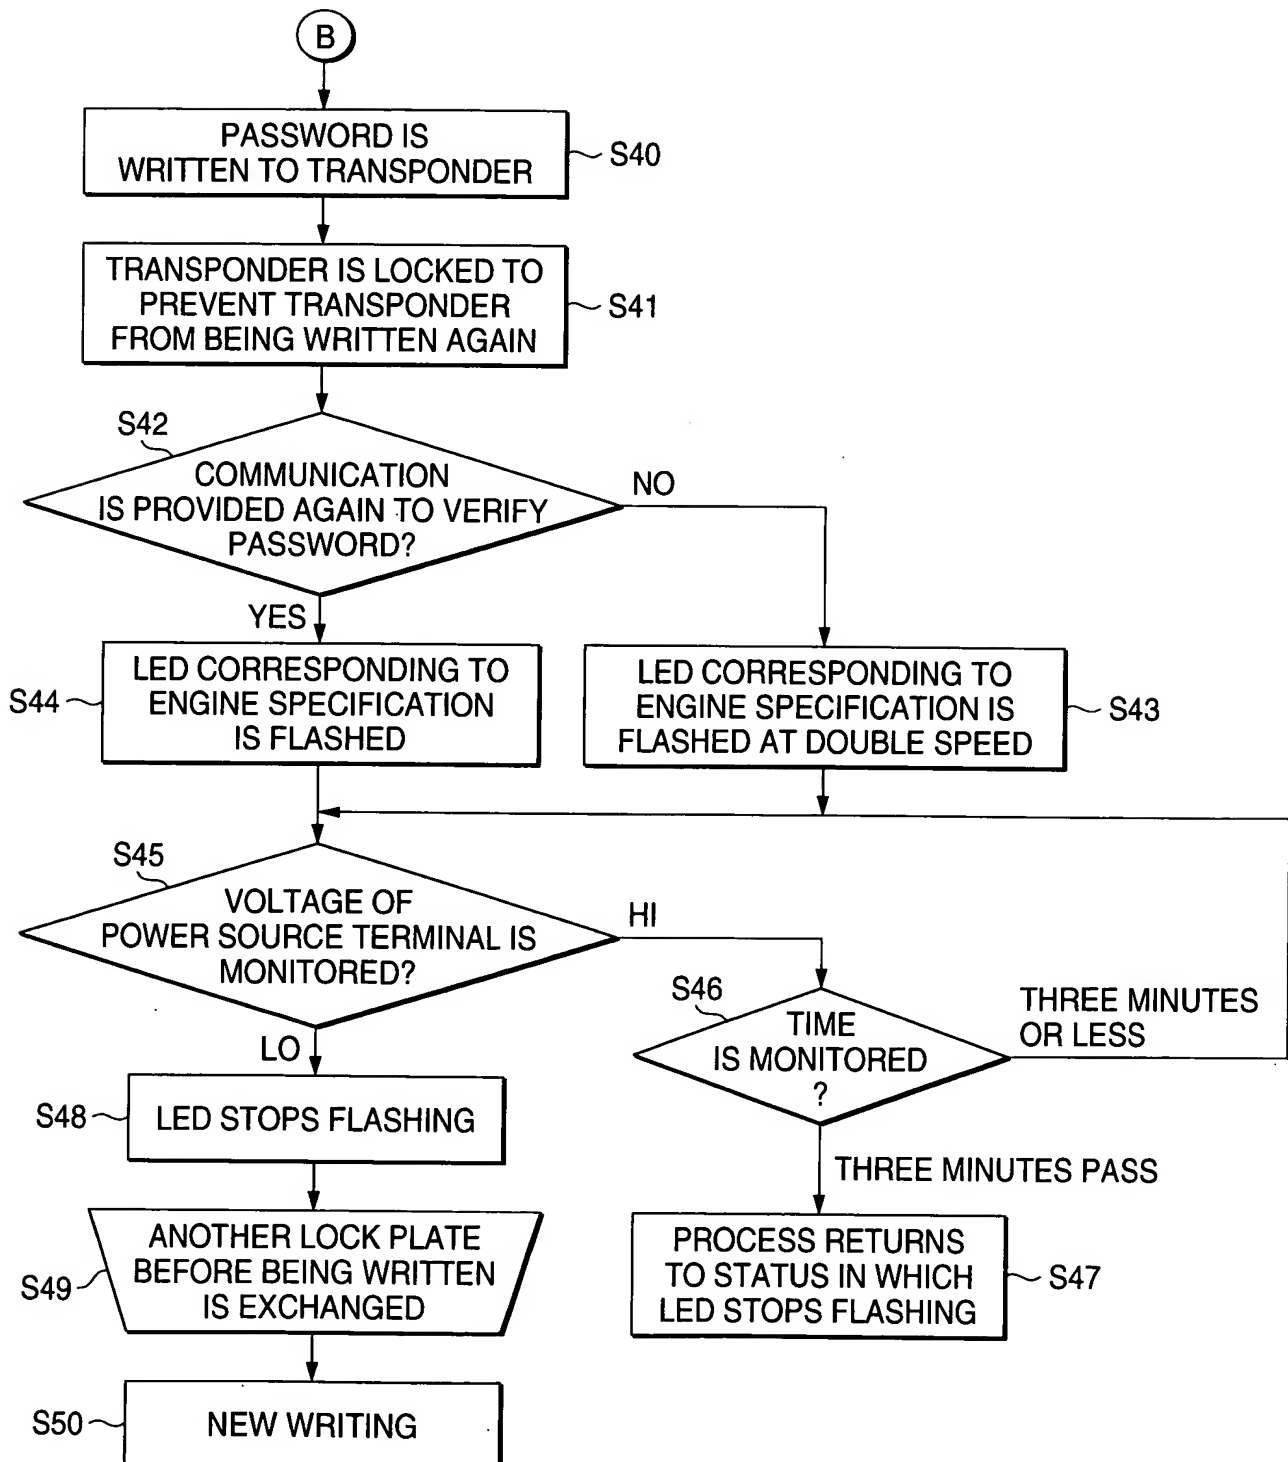 B
PASSWORD IS
WRITTEN TO TRANSPONDER
S40
TRANSPONDER IS LOCKED TO
PREVENT TRANSPONDER
FROM BEING WRITTEN AGAIN
S41
S42
COMMUNICATION
IS PROVIDED AGAIN TO VERIFY
PASSWORD?
NO
YES
S44
LED CORRESPONDING TO
ENGINE SPECIFICATION
IS FLASHED
LED CORRESPONDING TO
ENGINE SPECIFICATION IS
FLASHED AT DOUBLE SPEED
S43
S45
VOLTAGE OF
POWER SOURCE TERMINAL IS
MONITORED?
HI
LO
S46
TIME
IS MONITORED
?
THREE MINUTES
OR LESS
S48
LED STOPS FLASHING
THREE MINUTES PASS
S49
ANOTHER LOCK PLATE
BEFORE BEING WRITTEN
IS EXCHANGED
PROCESS RETURNS
TO STATUS IN WHICH
LED STOPS FLASHING
S47
S50
NEW WRITING